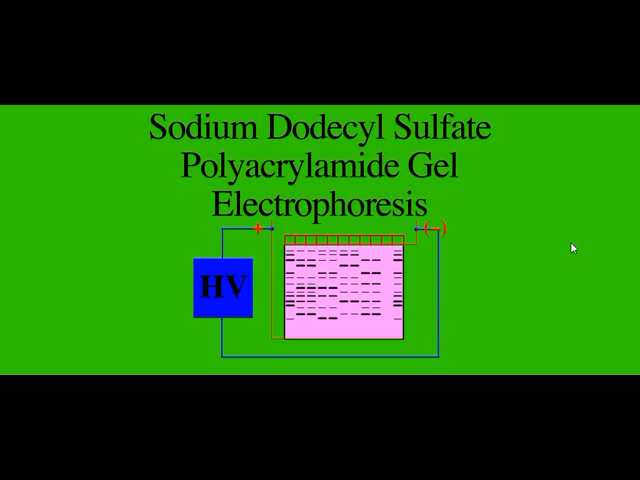 Sodium Dodecyl Sulfate
Polyacrylamide Gel
Electrophoresis
+ (-)
HV